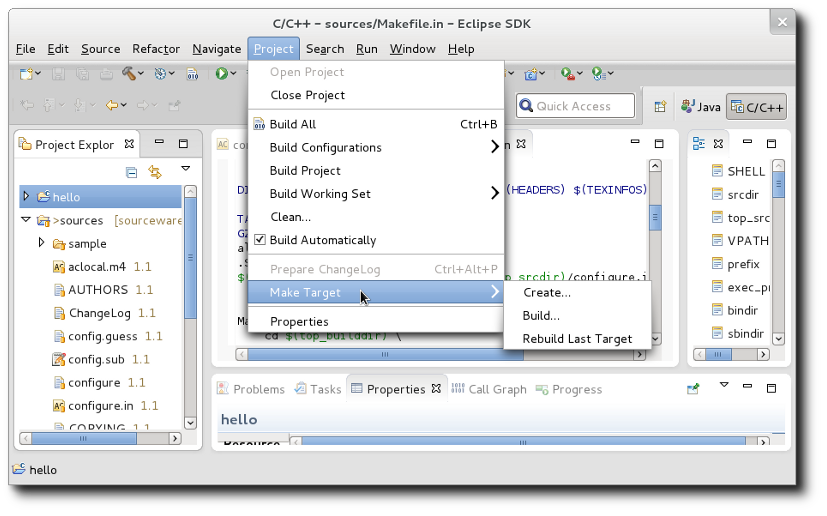 C/C++ – sources/Makefile.in – Eclipse SDK
File Edit Source Refactor Navigate Project Search Run Window Help
Open Project
Close Project
Quick Access
Java
C/C++
Build All Ctrl+B
Build Configurations
Build Project
Build Working Set
Clean...
Build Automatically
Prepare ChangeLog Ctrl+Alt+P
Make Target
Properties
Create...
Build...
Rebuild Last Target
Project Explor
hello
>sources [sourceware
sample
aclocal.m4 1.1
AUTHORS 1.1
ChangeLog 1.1
config.guess 1.1
config.sub 1.1
configure 1.1
configure.in 1.1
COPYING 1.1
(HEADERS) $(TEXINFOS)
srcdir)/configure.i
cd $(top_builddir) \
SHELL
srcdir
top_src
VPATH
prefix
exec_p
bindir
sbindir
Problems Tasks Properties Call Graph Progress
hello
Resource
hello